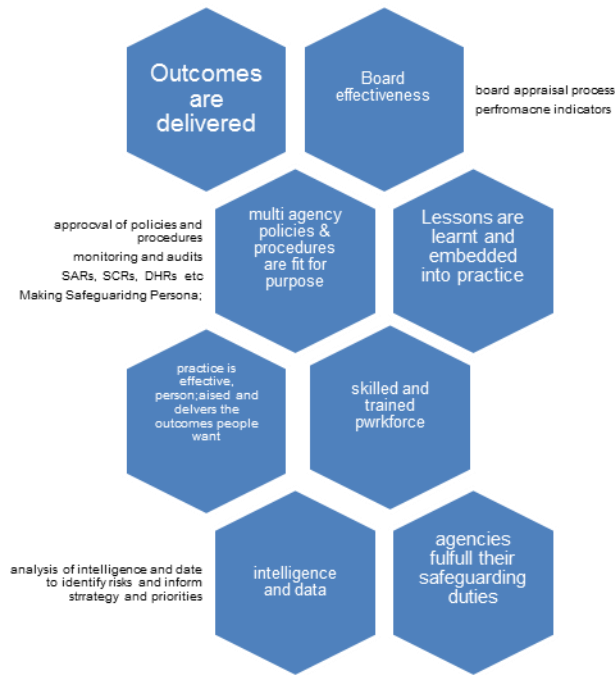 Outcomes
are
delivered
Board
effectiveness
board appraisal process
perfromacne indicators
approcval of policies and
procedures
monitoring and audits
SARs, SCRs, DHRs etc
Making Safeguaridng Persona;
multi agency
policies &
procedures
are fit for
purpose
Lessons are
learnt and
embedded
into practice
practice is
effective,
person;aised and
delvers the
outcomes people
want
skilled and
trained
pwrkforce
analysis of intelligence and date
to identify risks and inform
strrategy and priorities
intelligence
and data
agencies
fulfull their
safeguarding
duties